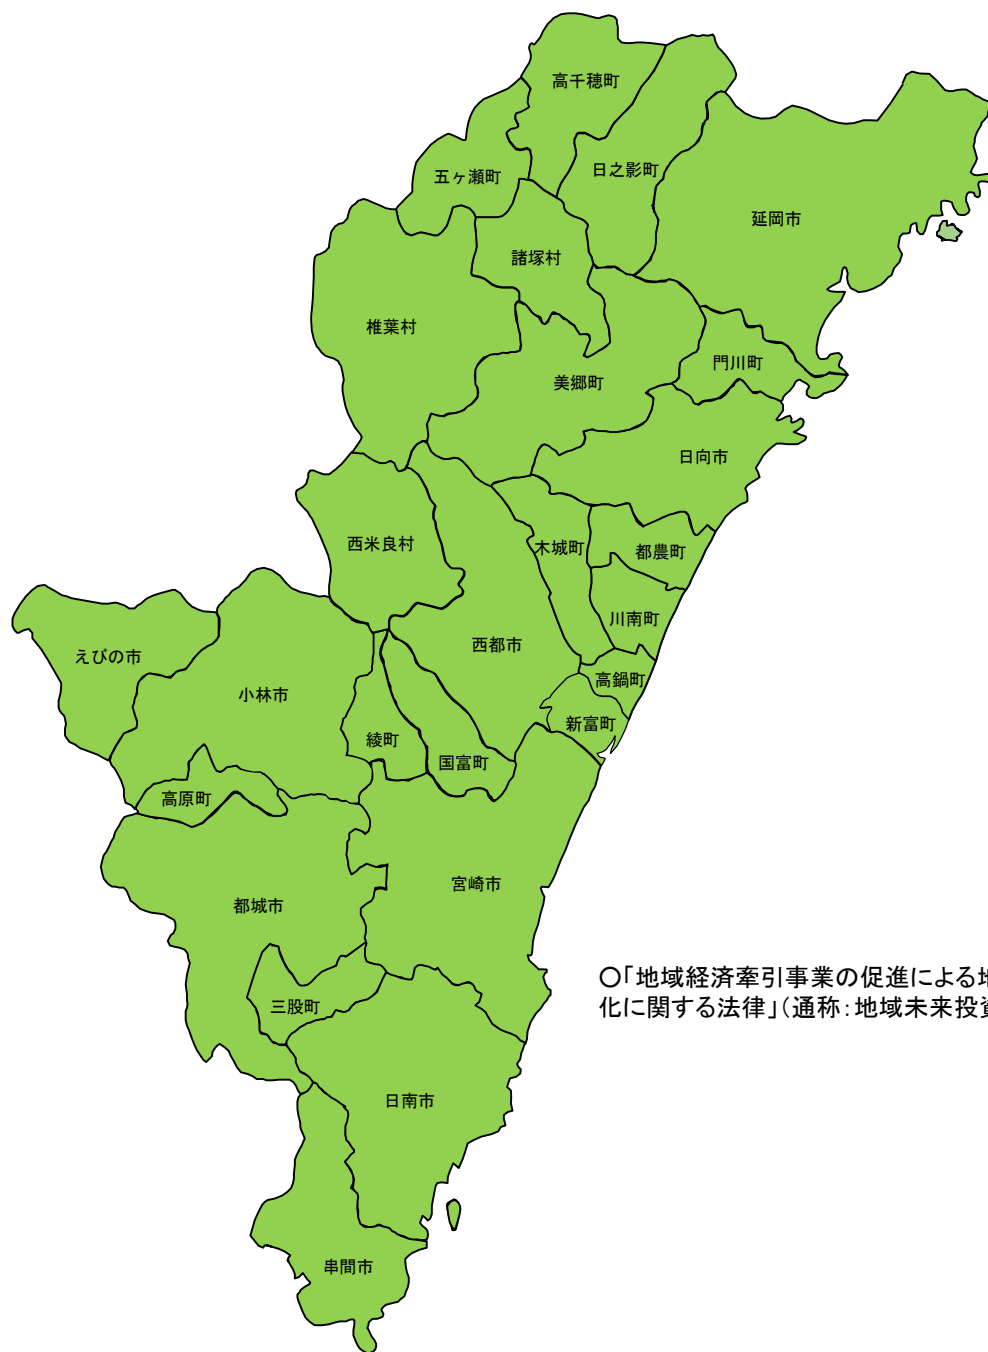 高千穂町
日之影町
五ヶ瀬町
延岡市
諸塚村
椎葉村
門川町
美郷町
日向市
西米良村
木城町
都農町
川南町
西都市
えびの市
高鍋町
小林市
新富町
綾町
国富町
高原町
宮崎市
都城市
○「地域経済牽引事業の促進による地
化に関する法律」（通称：地域未来投資
三股町
日南市
串間市